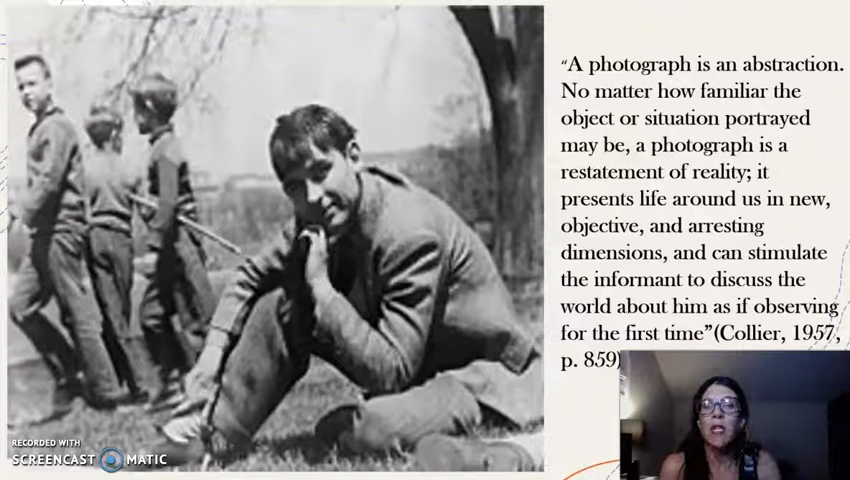 “A photograph is an abstraction.
No matter how familiar the
object or situation portrayed
may be, a photograph is a
restatement of reality; it
presents life around us in new,
objective, and arresting
dimensions, and can stimulate
the informant to discuss the
world about him as if observing
for the first time”(Collier, 1957,
p. 859)
RECORDED WITH
SCREENCAST MATIC